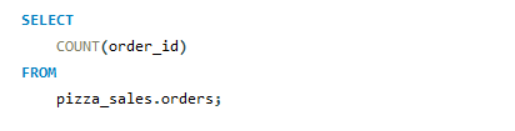 SELECT
    COUNT(order_id)
FROM
    pizza_sales.orders;